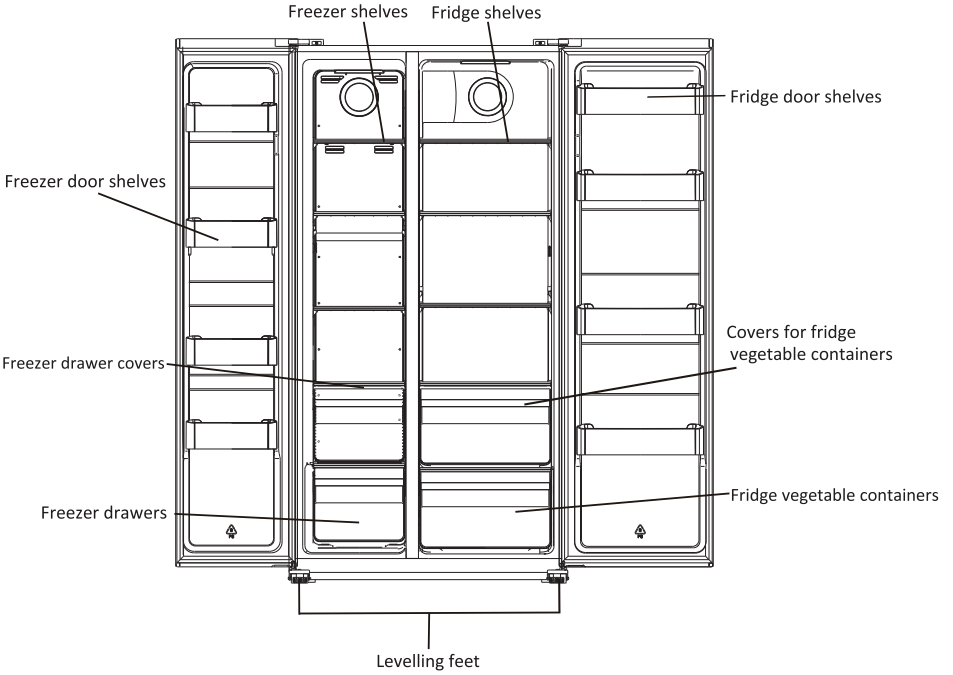 Freezer shelves
Fridge shelves
Fridge door shelves
Freezer door shelves
Covers for fridge
vegetable containers
Freezer drawer covers
Fridge vegetable containers
Freezer drawers
Levelling feet